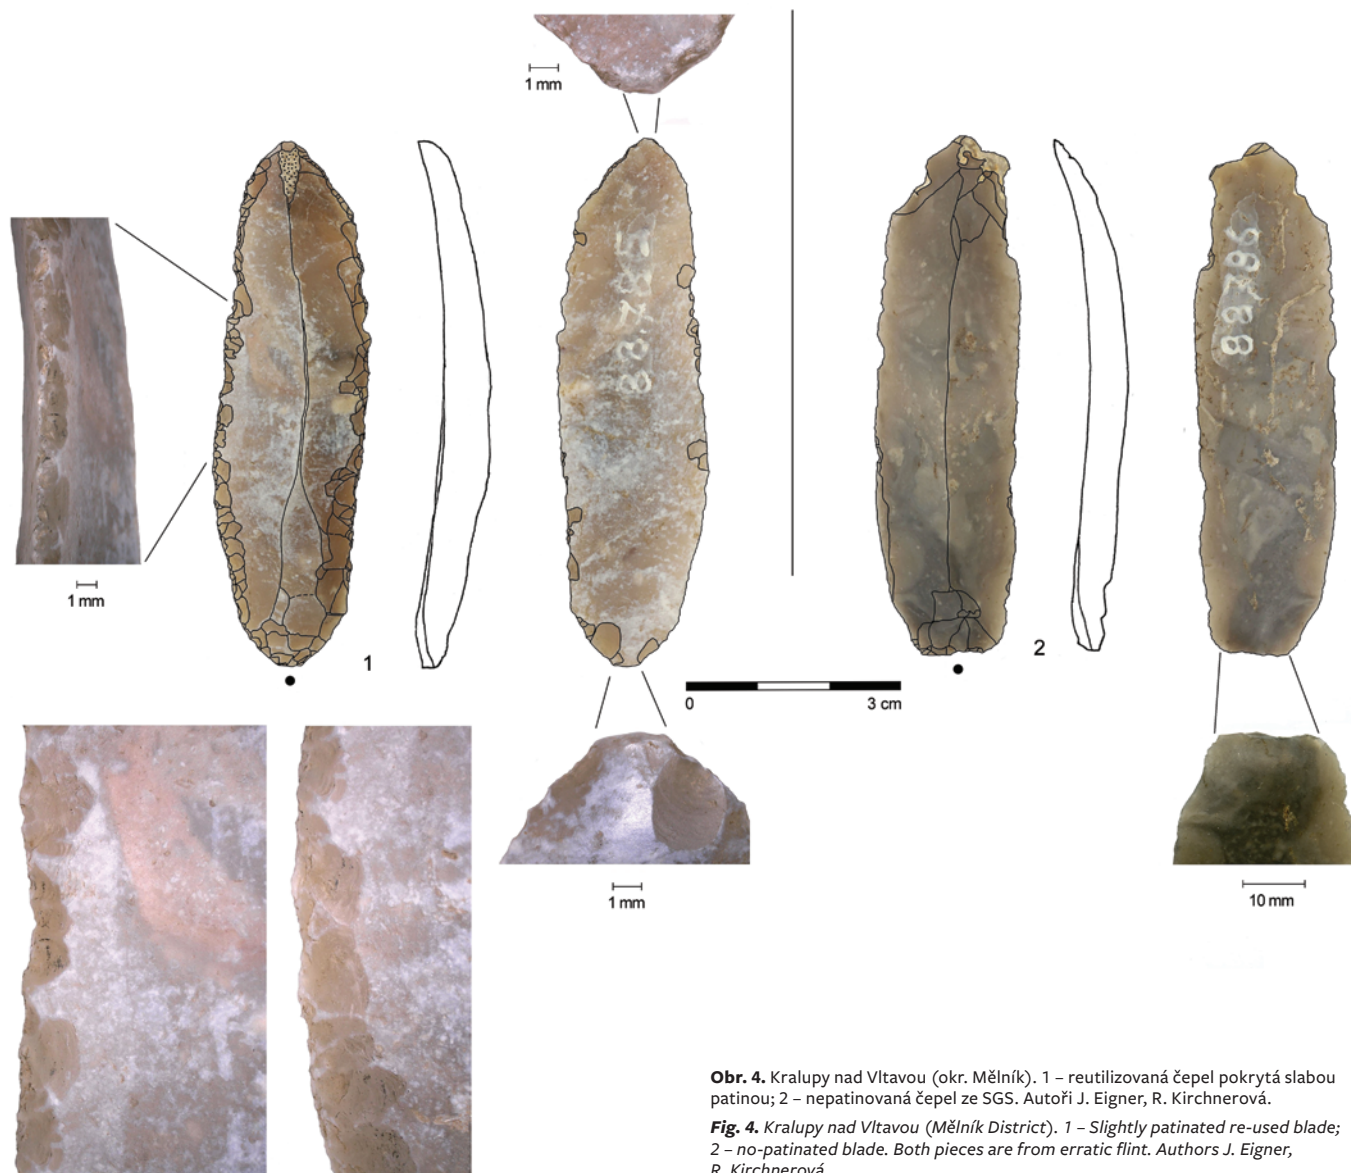 1 mm
1 mm
88785
88786
1
2
0
3 cm
1 mm
10 mm
Obr. 4. Kralupy nad Vltavou (okr. Mělník). 1 – reutilizovaná čepel pokrytá slabou
patinou; 2 – nepatinovaná čepel ze SGS. Autoři J. Eigner, R. Kirchnerová.
Fig. 4. Kralupy nad Vltavou (Mělník District). 1 – Slightly patinated re-used blade;
2 – no-patinated blade. Both pieces are from erratic flint. Authors J. Eigner,
R. Kirchnerová.